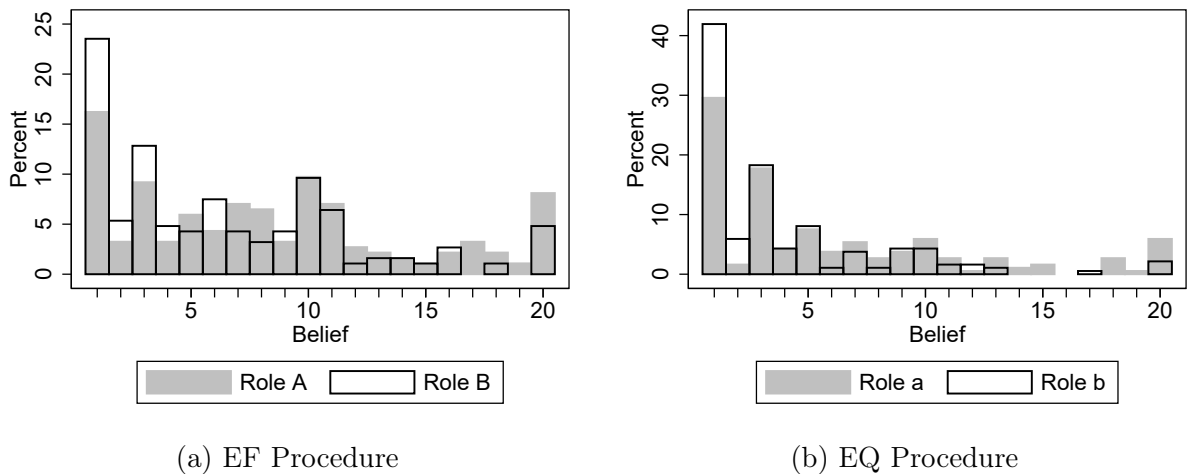 25
20
15
10
5
0
Percent
5 10 15 20
Belief
Role A Role B
(a) EF Procedure
40
30
20
10
0
Percent
5 10 15 20
Belief
Role a Role b
(b) EQ Procedure